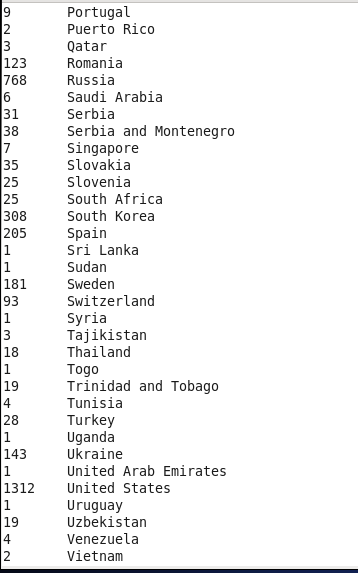 9 Portugal
2 Puerto Rico
3 Qatar
123 Romania
768 Russia
6 Saudi Arabia
31 Serbia
38 Serbia and Montenegro
7 Singapore
35 Slovakia
25 Slovenia
25 South Africa
308 South Korea
205 Spain
1 Sri Lanka
1 Sudan
181 Sweden
93 Switzerland
1 Syria
3 Tajikistan
18 Thailand
1 Togo
19 Trinidad and Tobago
4 Tunisia
28 Turkey
1 Uganda
143 Ukraine
1 United Arab Emirates
1312 United States
1 Uruguay
19 Uzbekistan
4 Venezuela
2 Vietnam